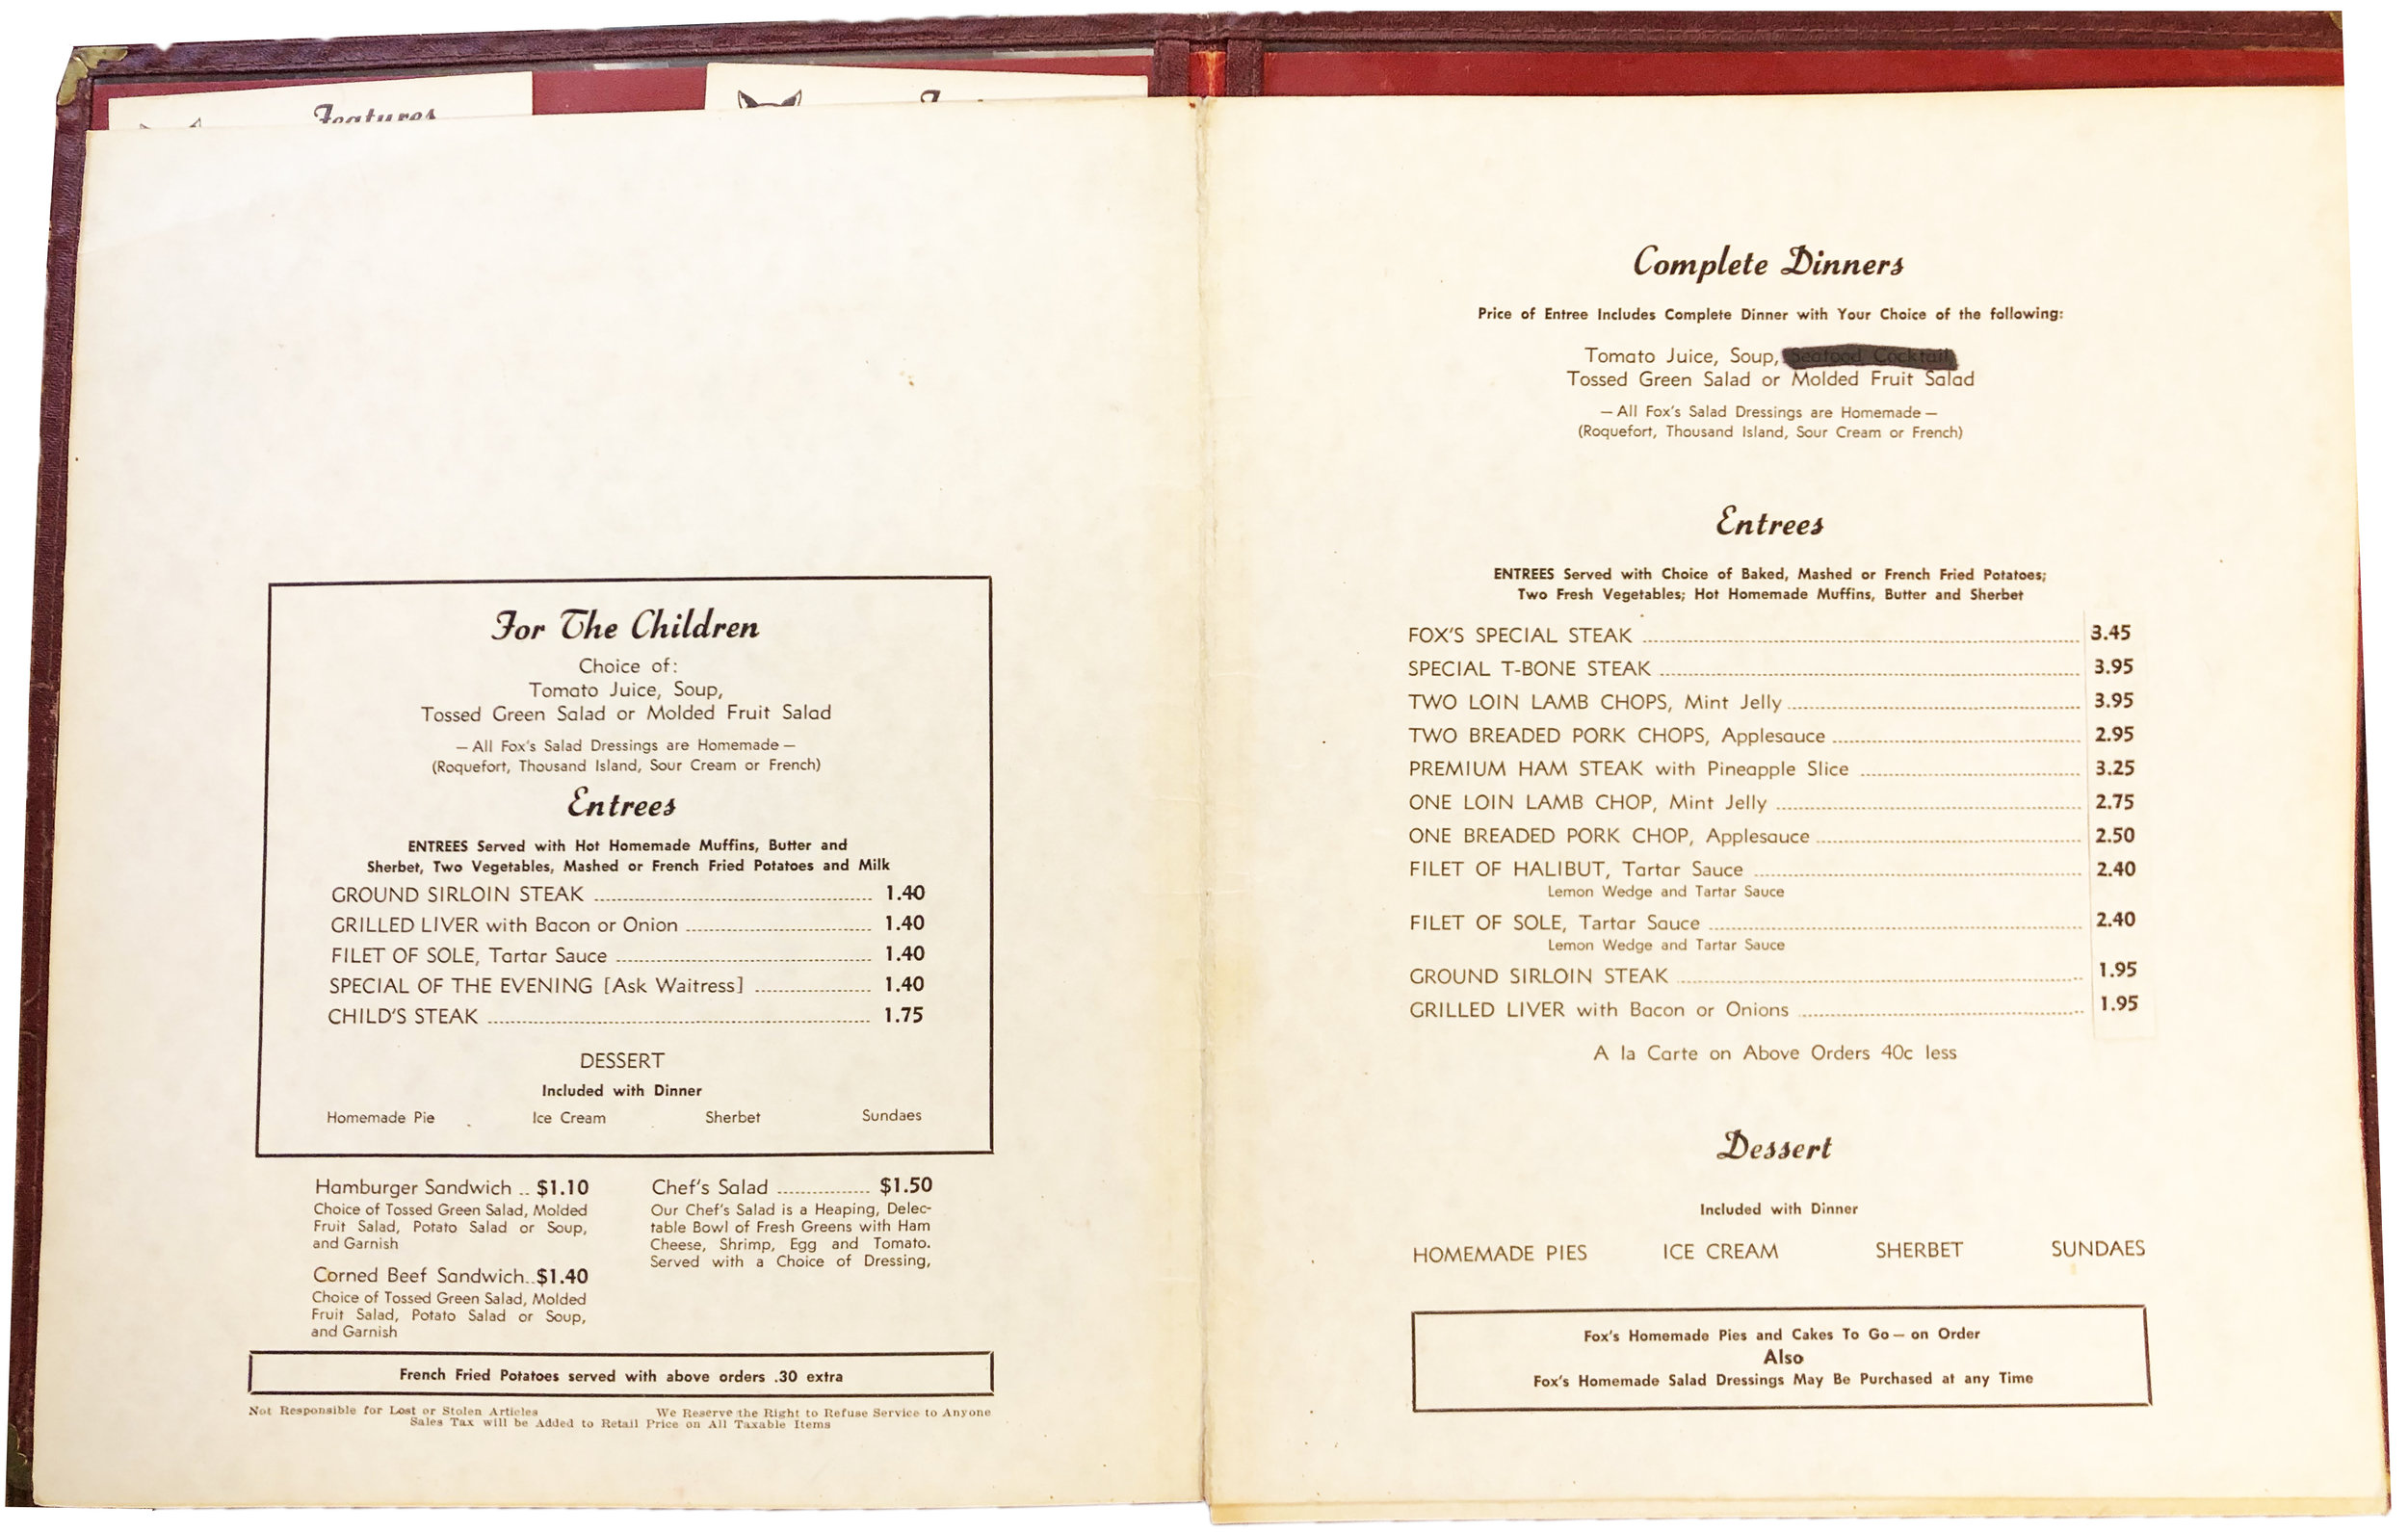 Features
For The Children
Choice of:
Tomato Juice, Soup,
Tossed Green Salad or Molded Fruit Salad
— All Fox's Salad Dressings are Homemade —
(Roquefort, Thousand Island, Sour Cream or French)
Entrees
ENTREES Served with Hot Homemade Muffins, Butter and
Sherbet, Two Vegetables, Mashed or French Fried Potatoes and Milk
GROUND SIRLOIN STEAK 1.40
GRILLED LIVER with Bacon or Onion 1.40
FILET OF SOLE, Tartar Sauce 1.40
SPECIAL OF THE EVENING [Ask Waitress] 1.40
CHILD'S STEAK 1.75
DESSERT
Included with Dinner
Homemade Pie Ice Cream Sherbet Sundaes
Hamburger Sandwich .. $1.10
Choice of Tossed Green Salad, Molded
Fruit Salad, Potato Salad or Soup,
and Garnish
Corned Beef Sandwich..$1.40
Choice of Tossed Green Salad, Molded
Fruit Salad, Potato Salad or Soup,
and Garnish
Chef's Salad $1.50
Our Chef's Salad is a Heaping, Delec-
table Bowl of Fresh Greens with Ham
Cheese, Shrimp, Egg and Tomato.
Served with a Choice of Dressing,
French Fried Potatoes served with above orders .30 extra
Not Responsible for Lost or Stolen Articles We Reserve the Right to Refuse Service to Anyone
Sales Tax will be Added to Retail Price on All Taxable Items
Complete Dinners
Price of Entree Includes Complete Dinner with Your Choice of the following:
Tomato Juice, Soup, Seafood Cocktail,
Tossed Green Salad or Molded Fruit Salad
— All Fox's Salad Dressings are Homemade —
(Roquefort, Thousand Island, Sour Cream or French)
Entrees
ENTREES Served with Choice of Baked, Mashed or French Fried Potatoes;
Two Fresh Vegetables; Hot Homemade Muffins, Butter and Sherbet
FOX'S SPECIAL STEAK 3.45
SPECIAL T-BONE STEAK 3.95
TWO LOIN LAMB CHOPS, Mint Jelly 3.95
TWO BREADED PORK CHOPS, Applesauce 2.95
PREMIUM HAM STEAK with Pineapple Slice 3.25
ONE LOIN LAMB CHOP, Mint Jelly 2.75
ONE BREADED PORK CHOP, Applesauce 2.50
FILET OF HALIBUT, Tartar Sauce 2.40
Lemon Wedge and Tartar Sauce
FILET OF SOLE, Tartar Sauce 2.40
Lemon Wedge and Tartar Sauce
GROUND SIRLOIN STEAK 1.95
GRILLED LIVER with Bacon or Onions 1.95
A la Carte on Above Orders 40c less
Dessert
Included with Dinner
HOMEMADE PIES ICE CREAM SHERBET SUNDAES
Fox's Homemade Pies and Cakes To Go — on Order
Also
Fox's Homemade Salad Dressings May Be Purchased at any Time